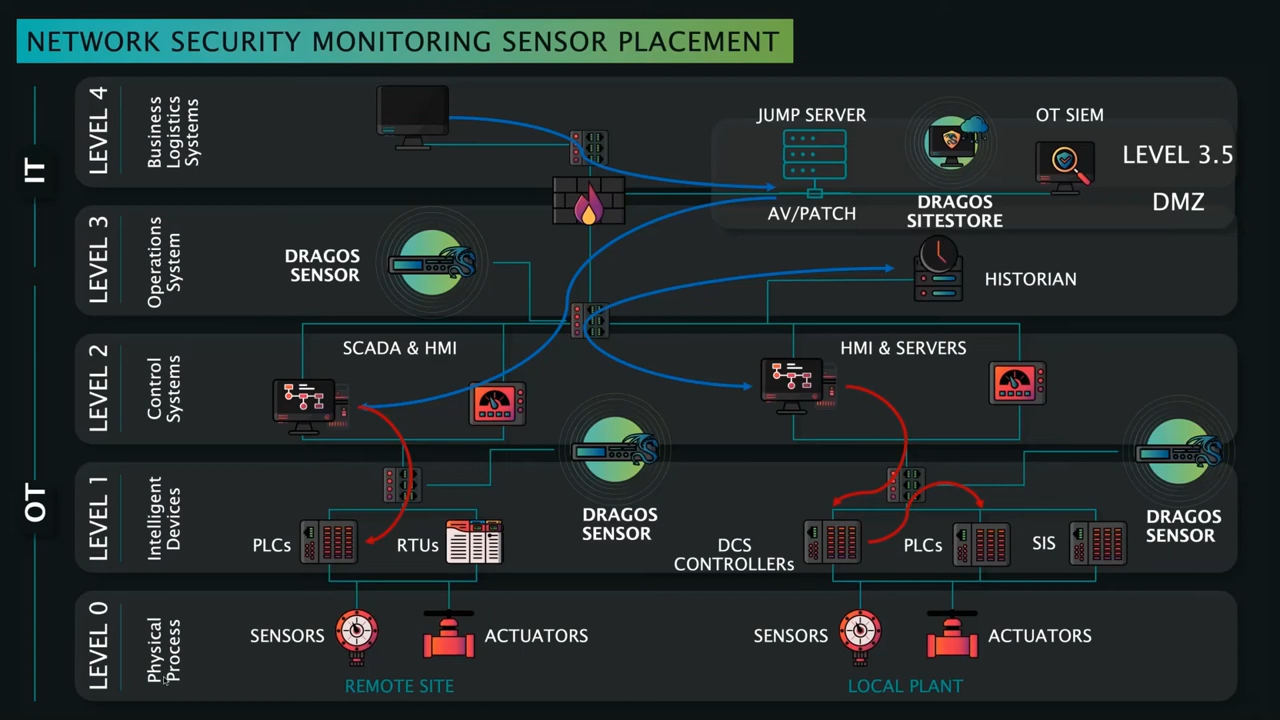 NETWORK SECURITY MONITORING SENSOR PLACEMENT
IT
LEVEL 4
Business
Logistics
Systems
JUMP SERVER
OT SIEM
LEVEL 3.5
DMZ
AV/PATCH
DRAGOS
SITESTORE
LEVEL 3
Operations
System
DRAGOS
SENSOR
HISTORIAN
OT
LEVEL 2
Control
Systems
SCADA & HMI
HMI & SERVERS
LEVEL 1
Intelligent
Devices
PLCs
RTUs
DRAGOS
SENSOR
DCS
CONTROLLERs
PLCs
SIS
DRAGOS
SENSOR
LEVEL 0
Physical
Process
SENSORS
ACTUATORS
SENSORS
ACTUATORS
REMOTE SITE
LOCAL PLANT